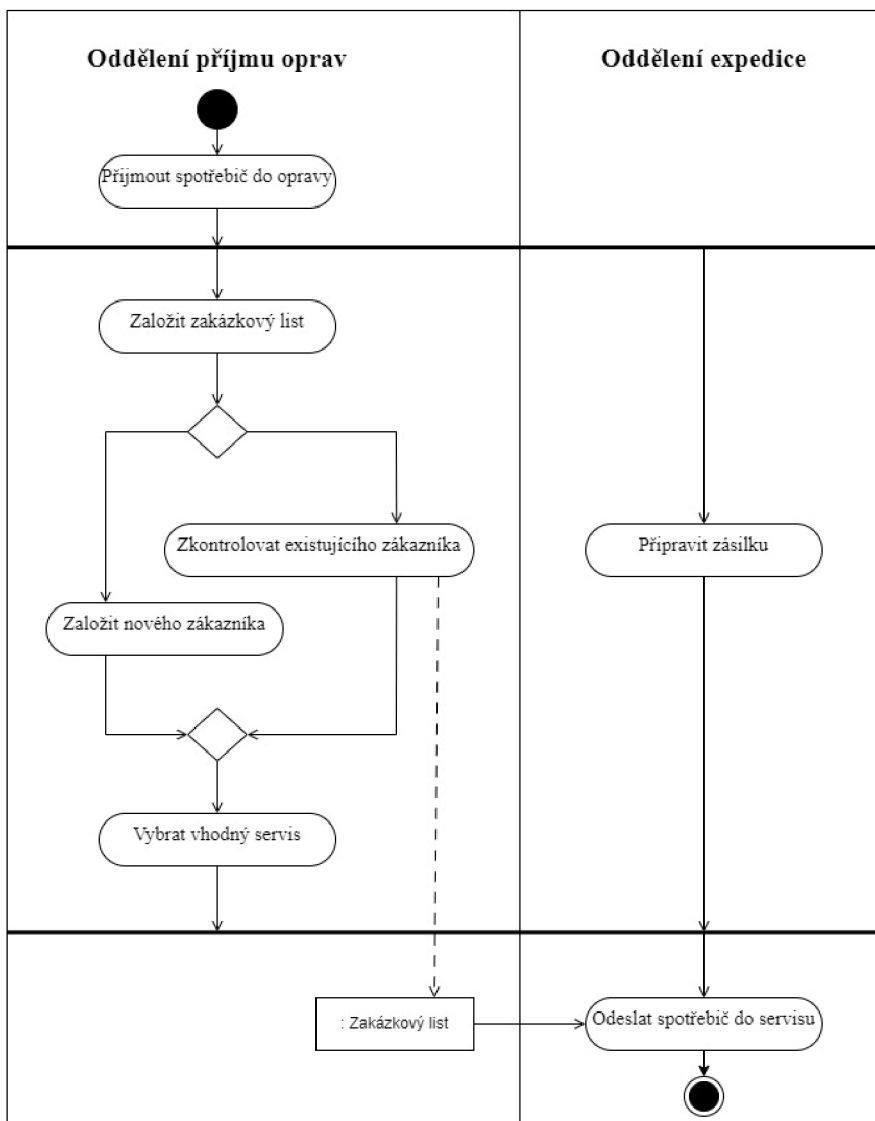 Oddělení příjmu oprav
Oddělení expedice
Přijmout spotřebič do opravy
Založit zakázkový list
Zkontrolovat existujícího zákazníka
Připravit zásilku
Založit nového zákazníka
Vybrat vhodný servis
: Zakázkový list
Odeslat spotřebič do servisu